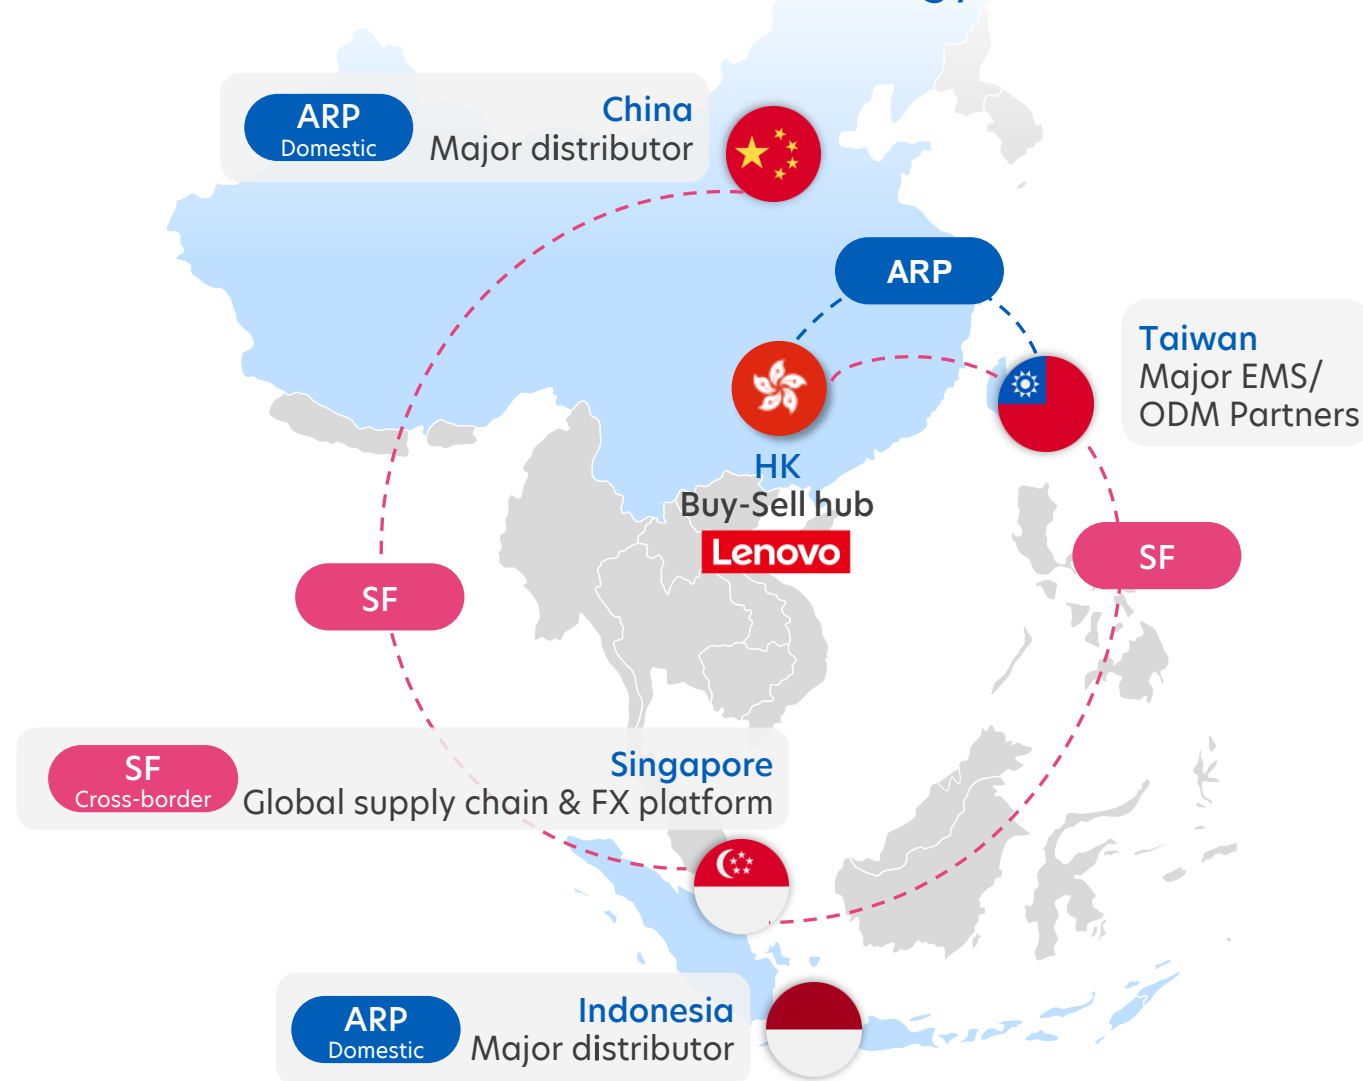 ARP
Domestic
China
Major distributor
ARP
Taiwan
Major EMS/
ODM Partners
HK
Buy-Sell hub
Lenovo
SF
SF
SF
Cross-border
Singapore
Global supply chain & FX platform
ARP
Domestic
Indonesia
Major distributor